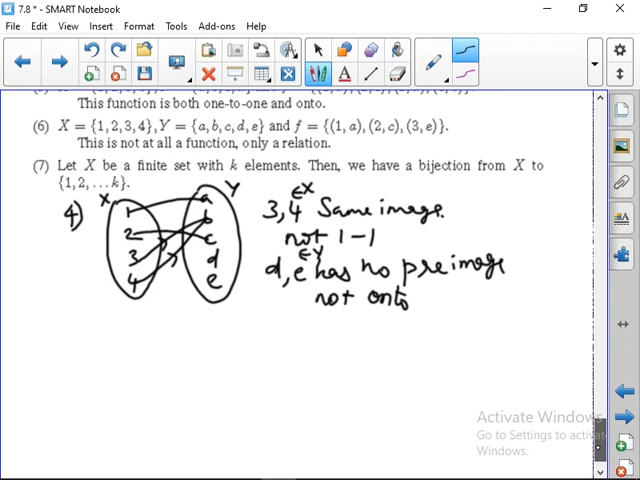 7.8 * - SMART Notebook
File Edit View Insert Format Tools Add-ons Help
This function is both one-to-one and onto.
(6) X = {1, 2, 3, 4}, Y = {a, b, c, d, e} and f = {(1, a), (2, c), (3, e)}.
This is not at all a function, only a relation.
(7) Let X be a finite set with k elements. Then, we have a bijection from X to
{1, 2, ... k}.
4) X Y
1 a
2 b
3 c
4 d
e
3, 4 ∈X Same image
not 1-1
d, e ∈Y has no preimage
not onto
Activate Windows
Go to Settings to activate
Windows.